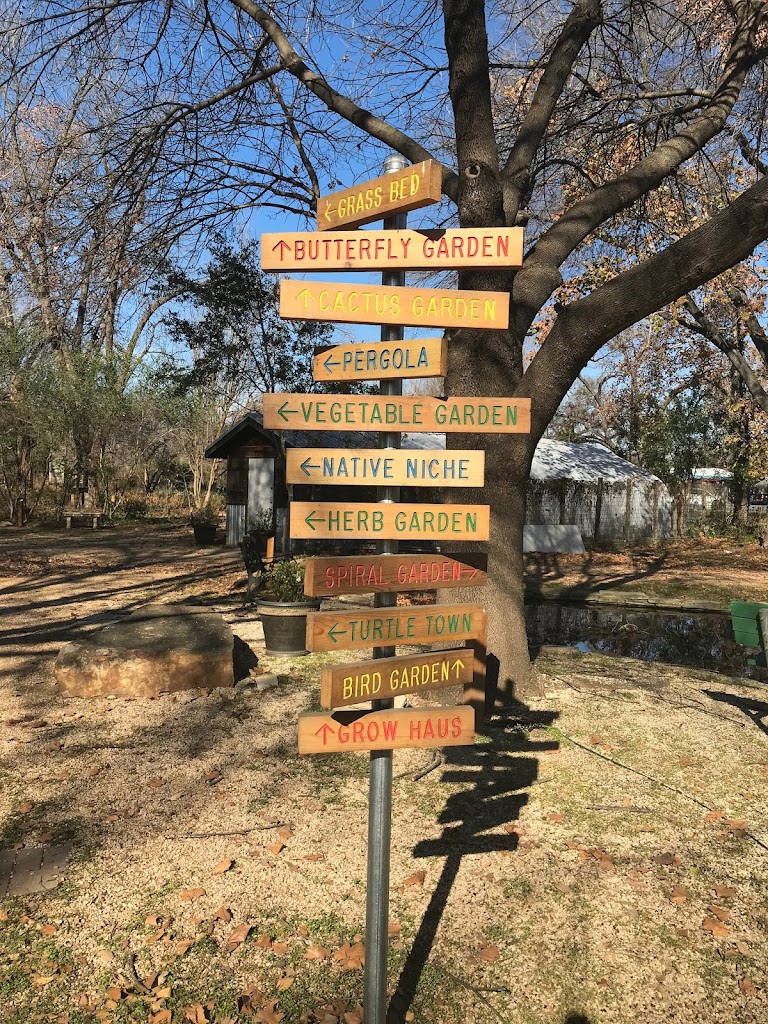 ←GRASS BED
↑BUTTERFLY GARDEN
↑CACTUS GARDEN
←PERGOLA
←VEGETABLE GARDEN
←NATIVE NICHE
←HERB GARDEN
SPIRAL GARDEN→
←TURTLE TOWN
BIRD GARDEN↑
↑GROW HAUS